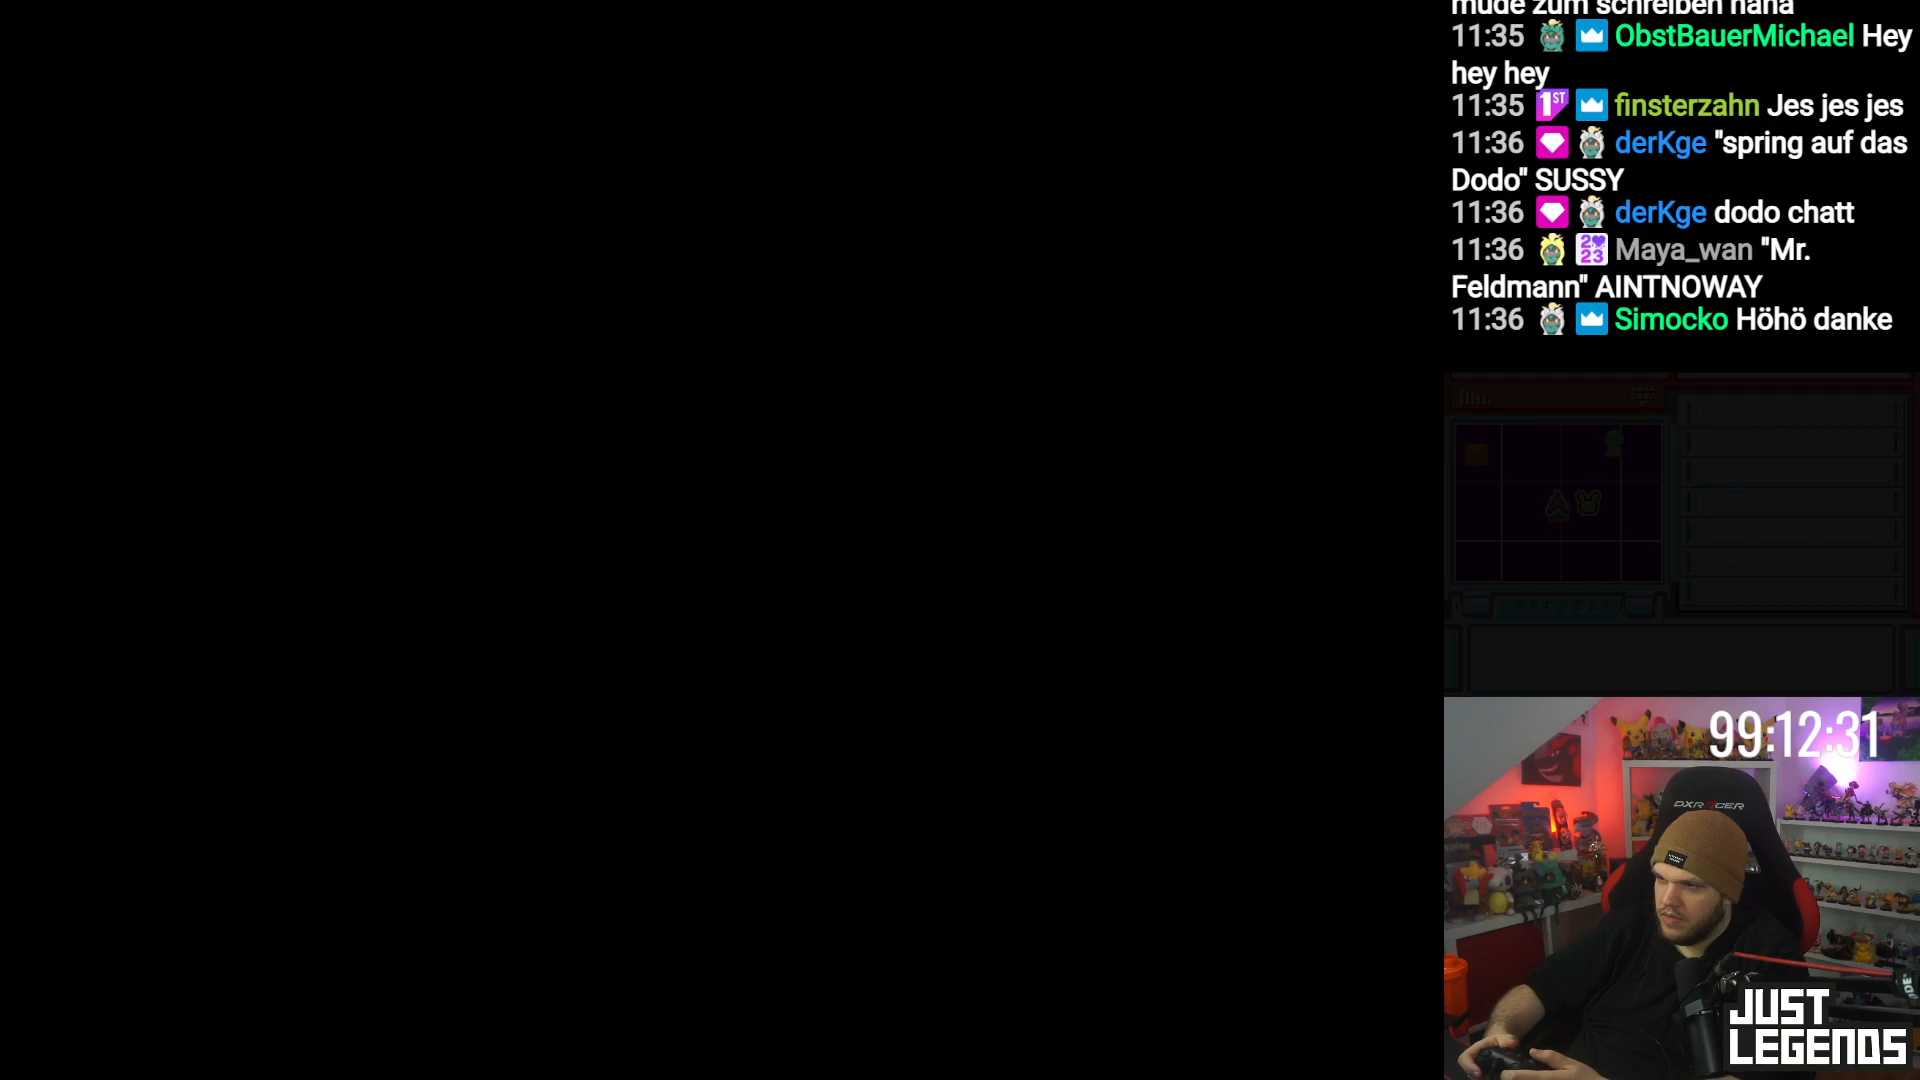 müde zum schreiben haha
11:35 ObstBauerMichael Hey
hey hey
11:35 1ST finsterzahn Jes jes jes
11:36 derKge "spring auf das
Dodo" SUSSY
11:36 derKge dodo chatt
11:36 2023 Maya_wan "Mr.
Feldmann" AINTNOWAY
11:36 Simocko Höhö danke
99:12:31
DXRACER
JUST
LEGENDS